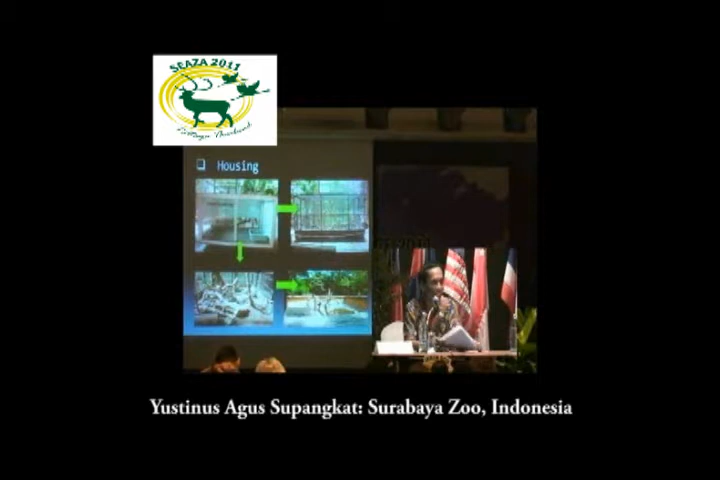 SEAZA 2011
Housing
Yustinus Agus Supangkat: Surabaya Zoo, Indonesia